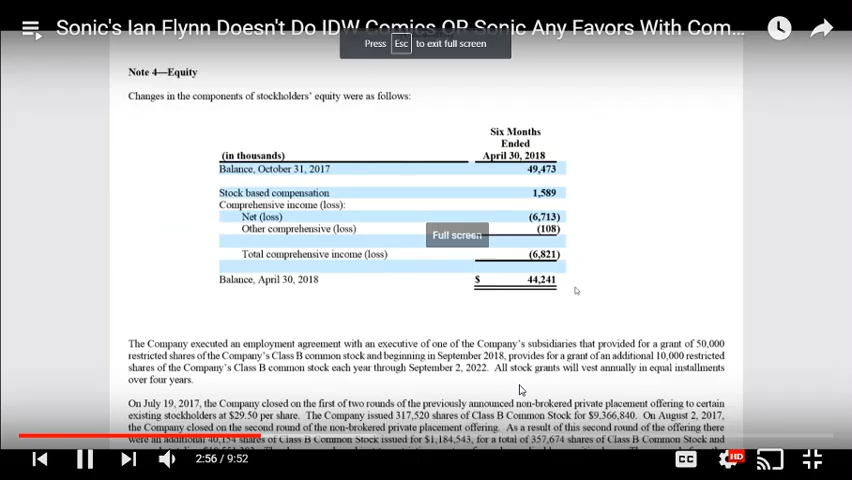 Sonic's Ian Flynn Doesn't Do IDW Comics OR Sonic Any Favors With Com...
Press Esc to exit full screen
Note 4—Equity
Changes in the components of stockholders' equity were as follows:
Six Months
Ended
(in thousands) April 30, 2018
Balance, October 31, 2017 49,473
Stock based compensation 1,589
Comprehensive income (loss):
Net (loss) (6,713)
Other comprehensive (loss) (108)
Full screen
Total comprehensive income (loss) (6,821)
Balance, April 30, 2018 $ 44,241
The Company executed an employment agreement with an executive of one of the Company's subsidiaries that provided for a grant of 50,000
restricted shares of the Company's Class B common stock and beginning in September 2018, provides for a grant of an additional 10,000 restricted
shares of the Company's Class B common stock each year through September 2, 2022. All stock grants will vest annually in equal installments
over four years.
On July 19, 2017, the Company closed on the first of two rounds of the previously announced non-brokered private placement offering to certain
existing stockholders at $29.50 per share. The Company issued 317,520 shares of Class B Common Stock for $9,366,840. On August 2, 2017,
the Company closed on the second round of the non-brokered private placement offering. As a result of this second round of the offering there
were an additional 40,154 shares of Class B Common Stock issued for $1,184,543, for a total of 357,674 shares of Class B Common Stock and
2:56 / 9:52
CC
HD